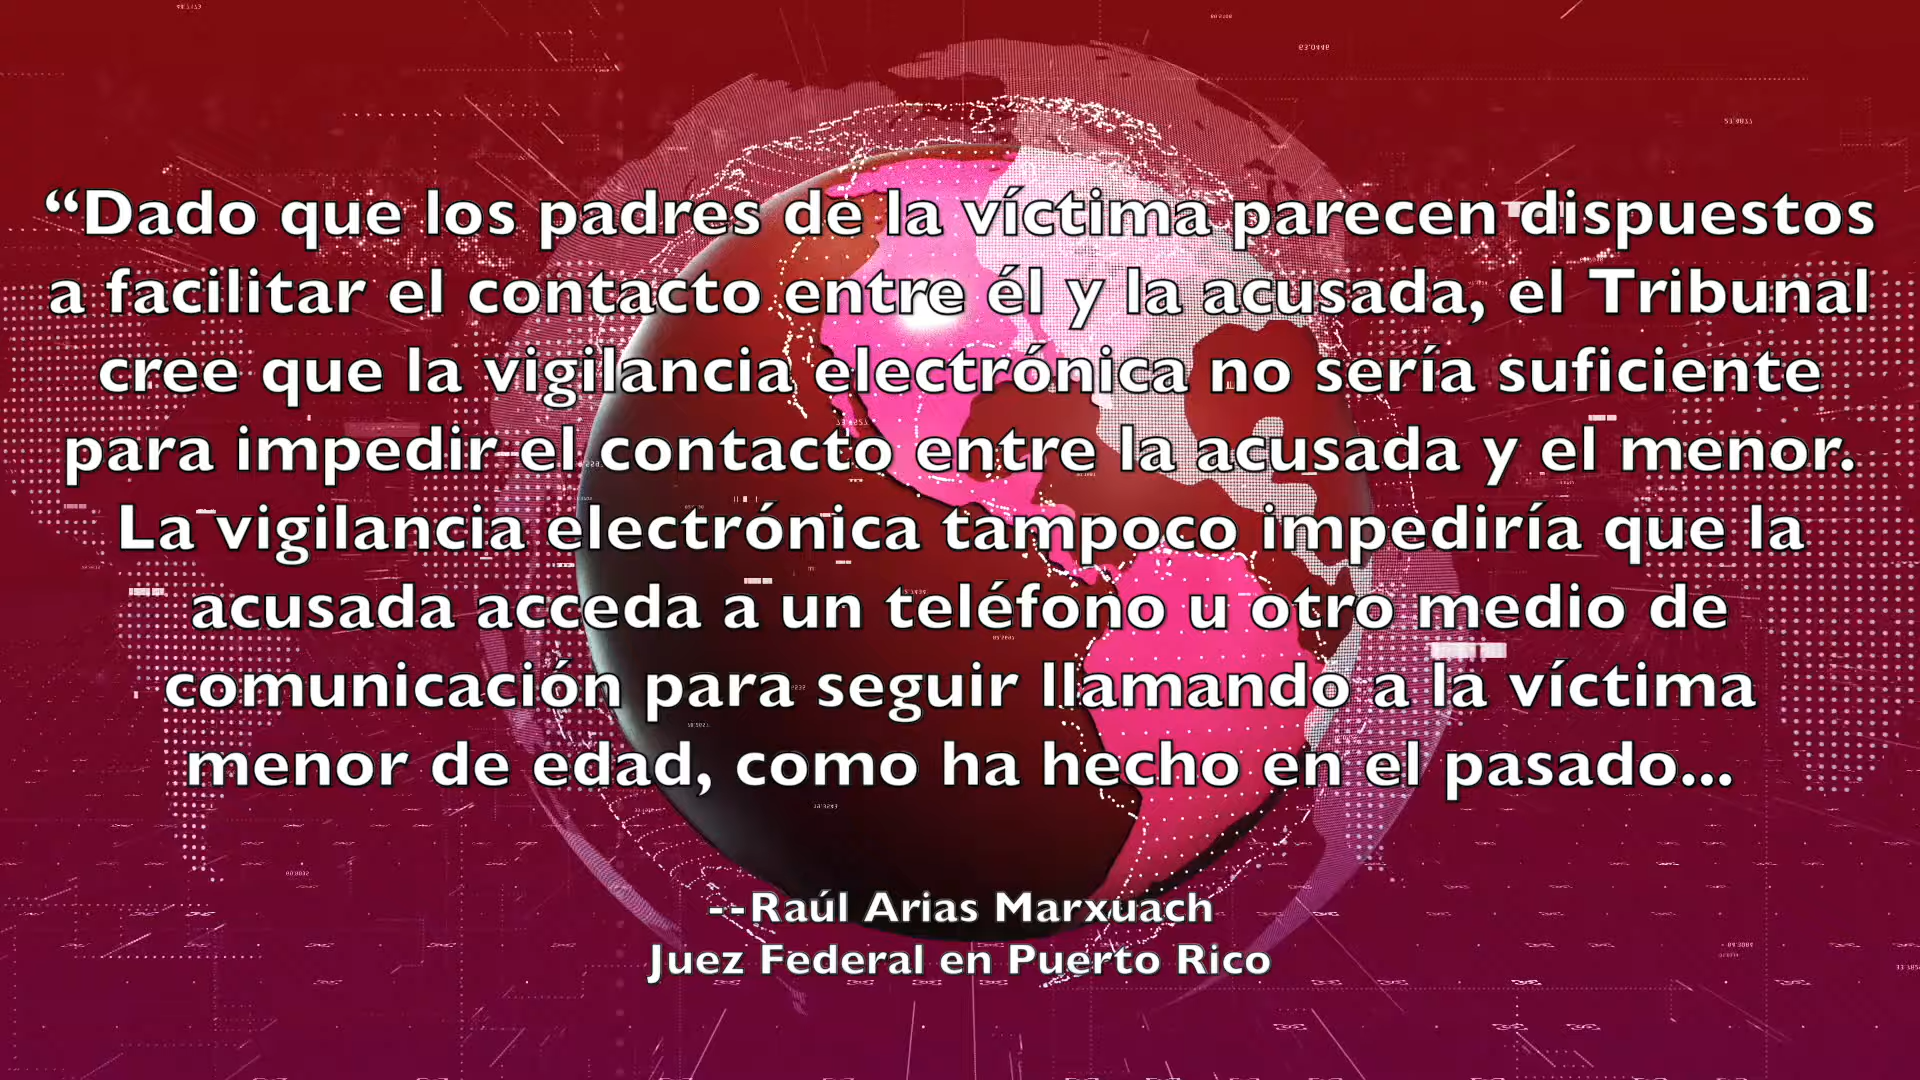 “Dado que los padres de la víctima parecen dispuestos
a facilitar el contacto entre él y la acusada, el Tribunal
cree que la vigilancia electrónica no sería suficiente
para impedir el contacto entre la acusada y el menor.
La vigilancia electrónica tampoco impediría que la
acusada acceda a un teléfono u otro medio de
comunicación para seguir llamando a la víctima
menor de edad, como ha hecho en el pasado...
--Raúl Arias Marxuach
Juez Federal en Puerto Rico